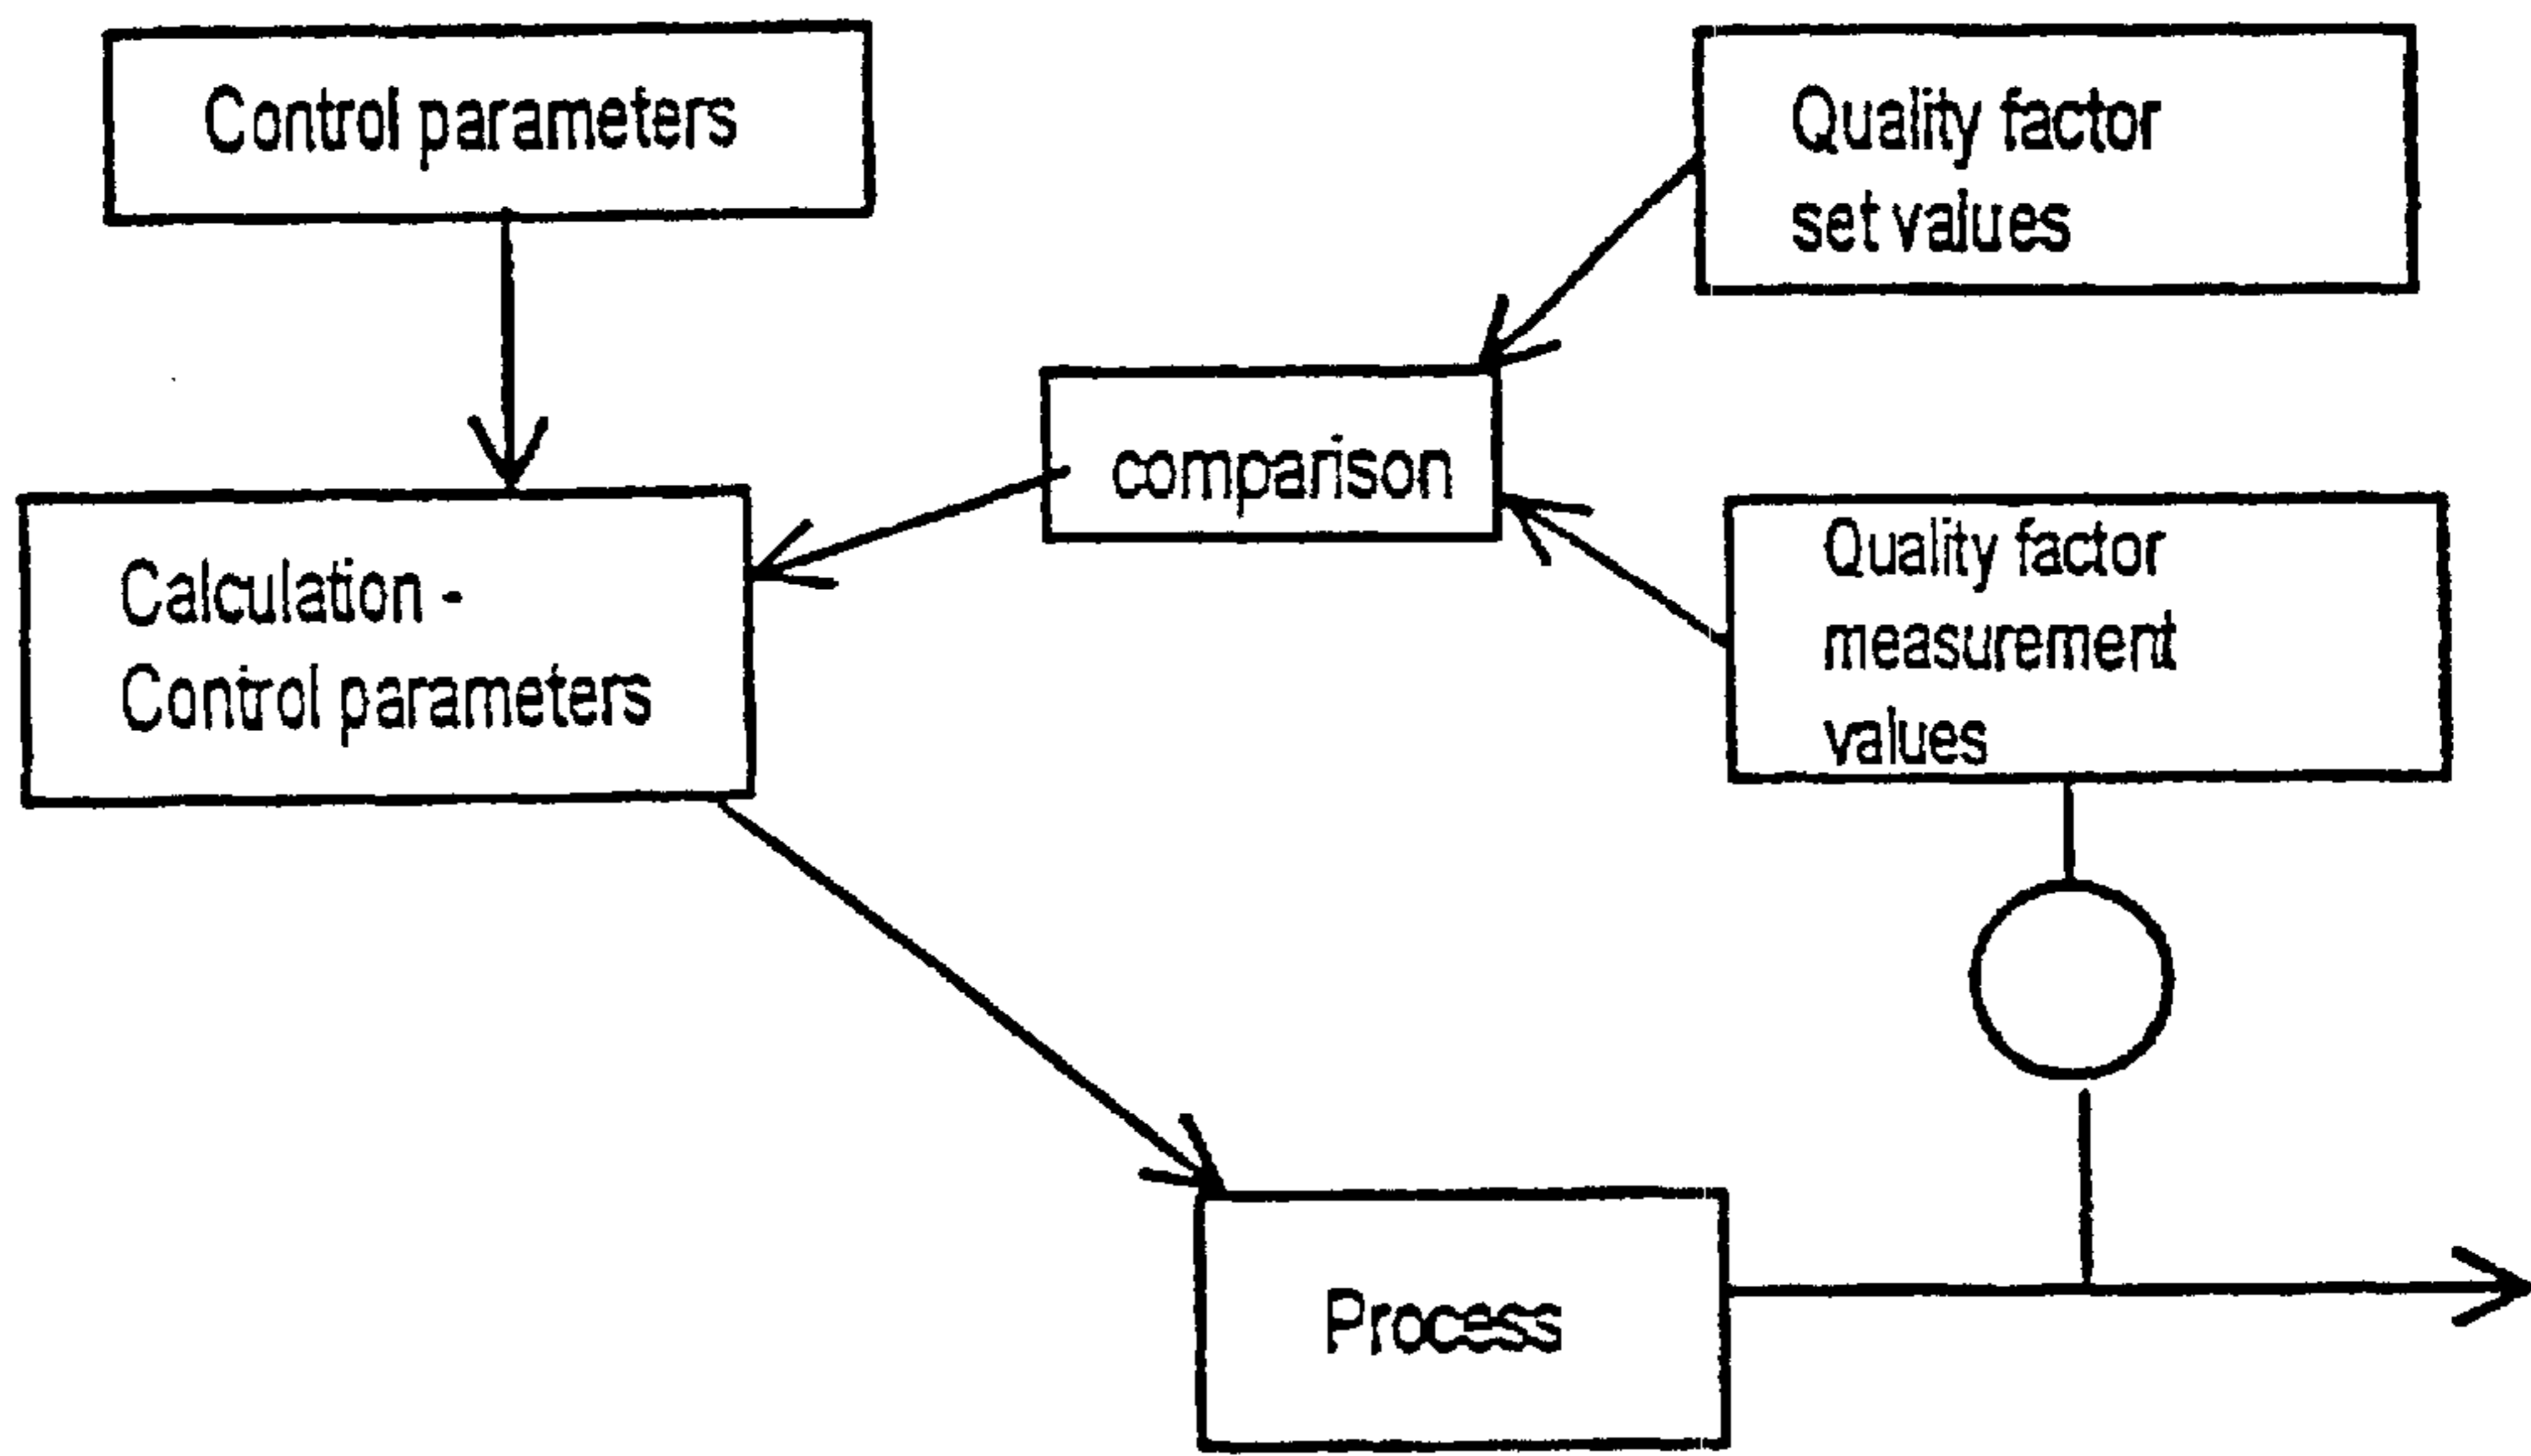 Control parameters
Quality factor
set values
comparison
Calculation -
Control parameters
Quality factor
measurement
values
Process